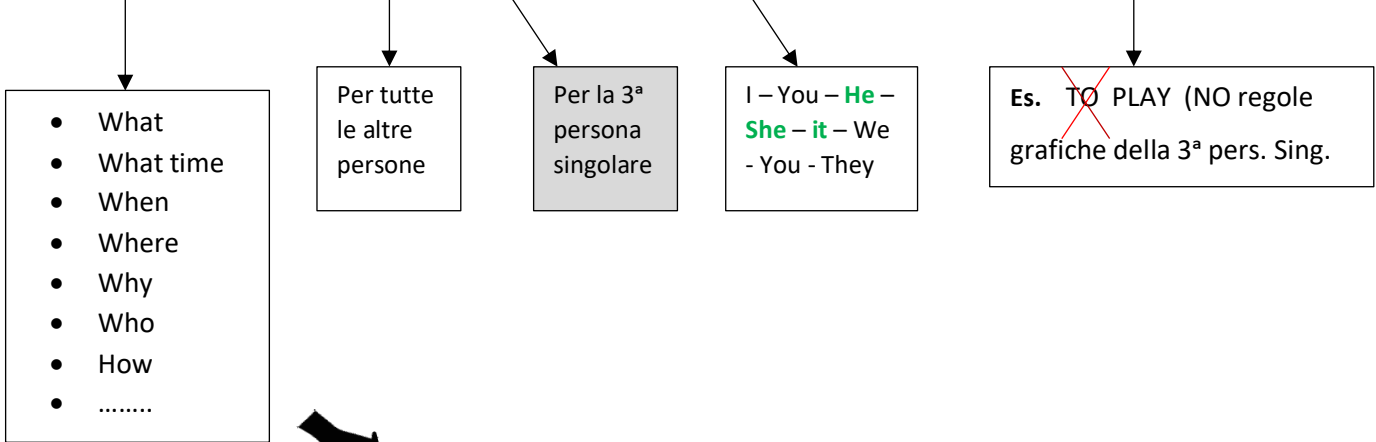 • What
• What time
• When
• Where
• Why
• Who
• How
• ……..
Per tutte
le altre
persone
Per la 3ª
persona
singolare
I – You – He –
She – it – We
- You - They
Es. TO PLAY (NO regole
grafiche della 3ª pers. Sing.